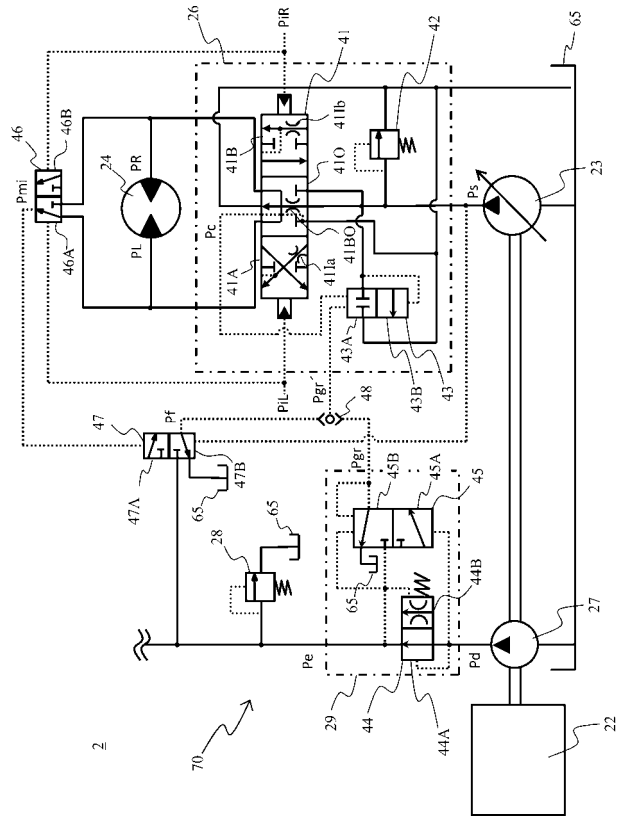 2
70
22
27
Pd
44A
44
29
Pe
44B
45
45A
45B
65
Pgr
28
65
65
47B
47A
47
Pf
48
Pgr'
PiL
43A
43B
43
41A
41Ia
41BO
Pc
41O
41B
41Ib
41
42
26
PiR
PL
PR
24
46A
46B
46
Pmi
Ps
23
65